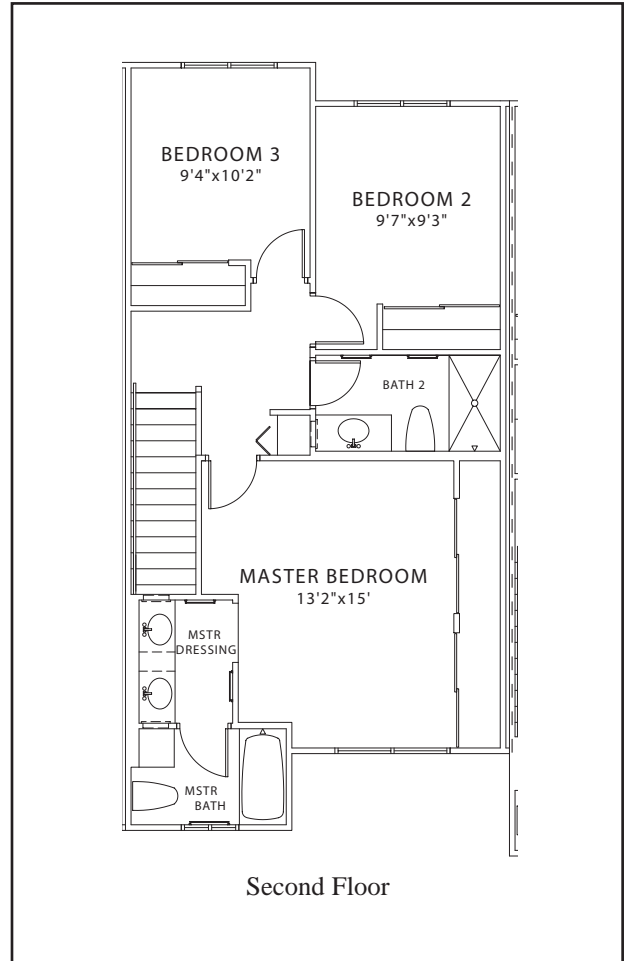 BEDROOM 3
9'4"x10'2"
BEDROOM 2
9'7"x9'3"
BATH 2
MASTER BEDROOM
13'2"x15'
MSTR
DRESSING
MSTR
BATH
Second Floor